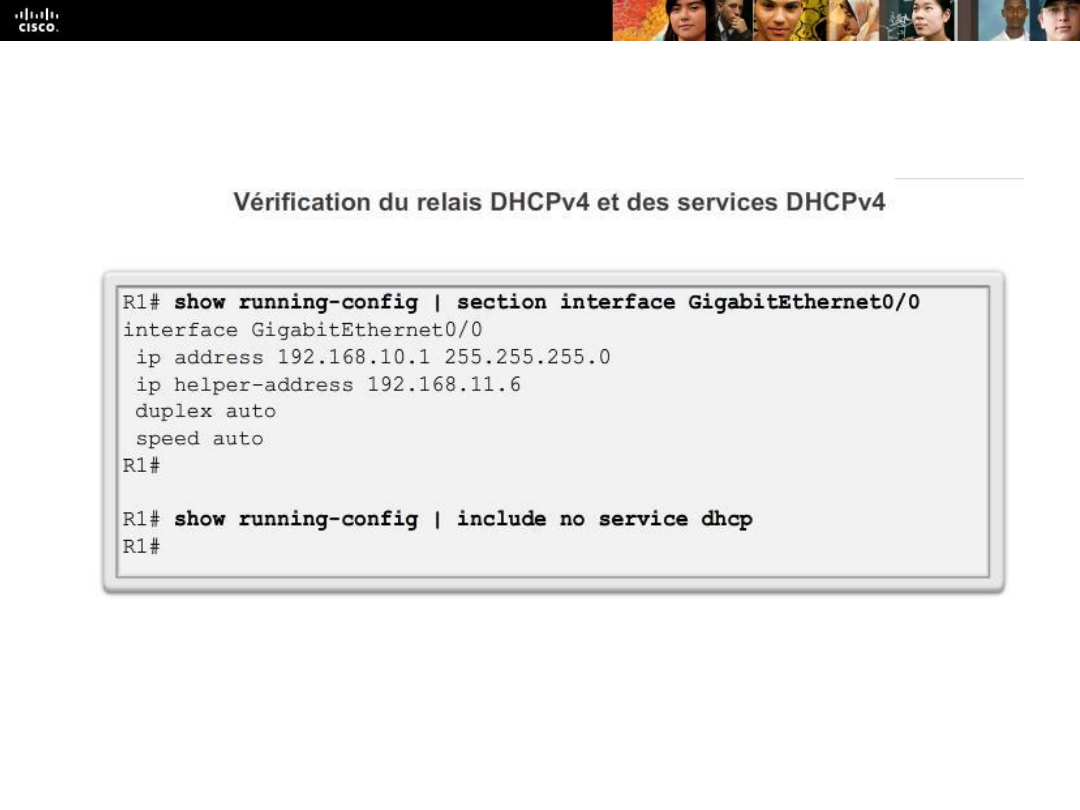 CISCO.
Vérification du relais DHCPv4 et des services DHCPv4
R1# show running-config | section interface GigabitEthernet0/0
interface GigabitEthernet0/0
ip address 192.168.10.1 255.255.255.0
ip helper-address 192.168.11.6
duplex auto
speed auto
R1#
R1# show running-config | include no service dhcp
R1#